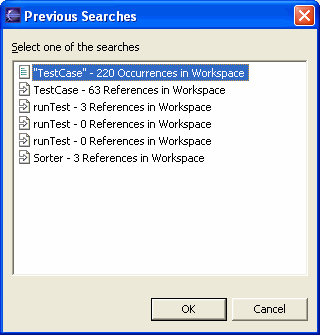 Previous Searches
Select one of the searches
"TestCase" - 220 Occurrences in Workspace
TestCase - 63 References in Workspace
runTest - 3 References in Workspace
runTest - 0 References in Workspace
runTest - 0 References in Workspace
Sorter - 3 References in Workspace
OK
Cancel